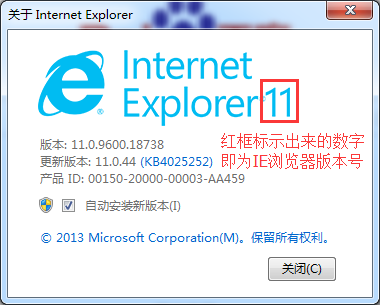 关于 Internet Explorer
Internet
Explorer 11
版本: 11.0.9600.18738
更新版本: 11.0.44 (KB4025252)
产品 ID: 00150-20000-00003-AA459
红框标示出来的数字
即为IE浏览器版本号
自动安装新版本(I)
© 2013 Microsoft Corporation(M)。保留所有权利。
关闭(C)